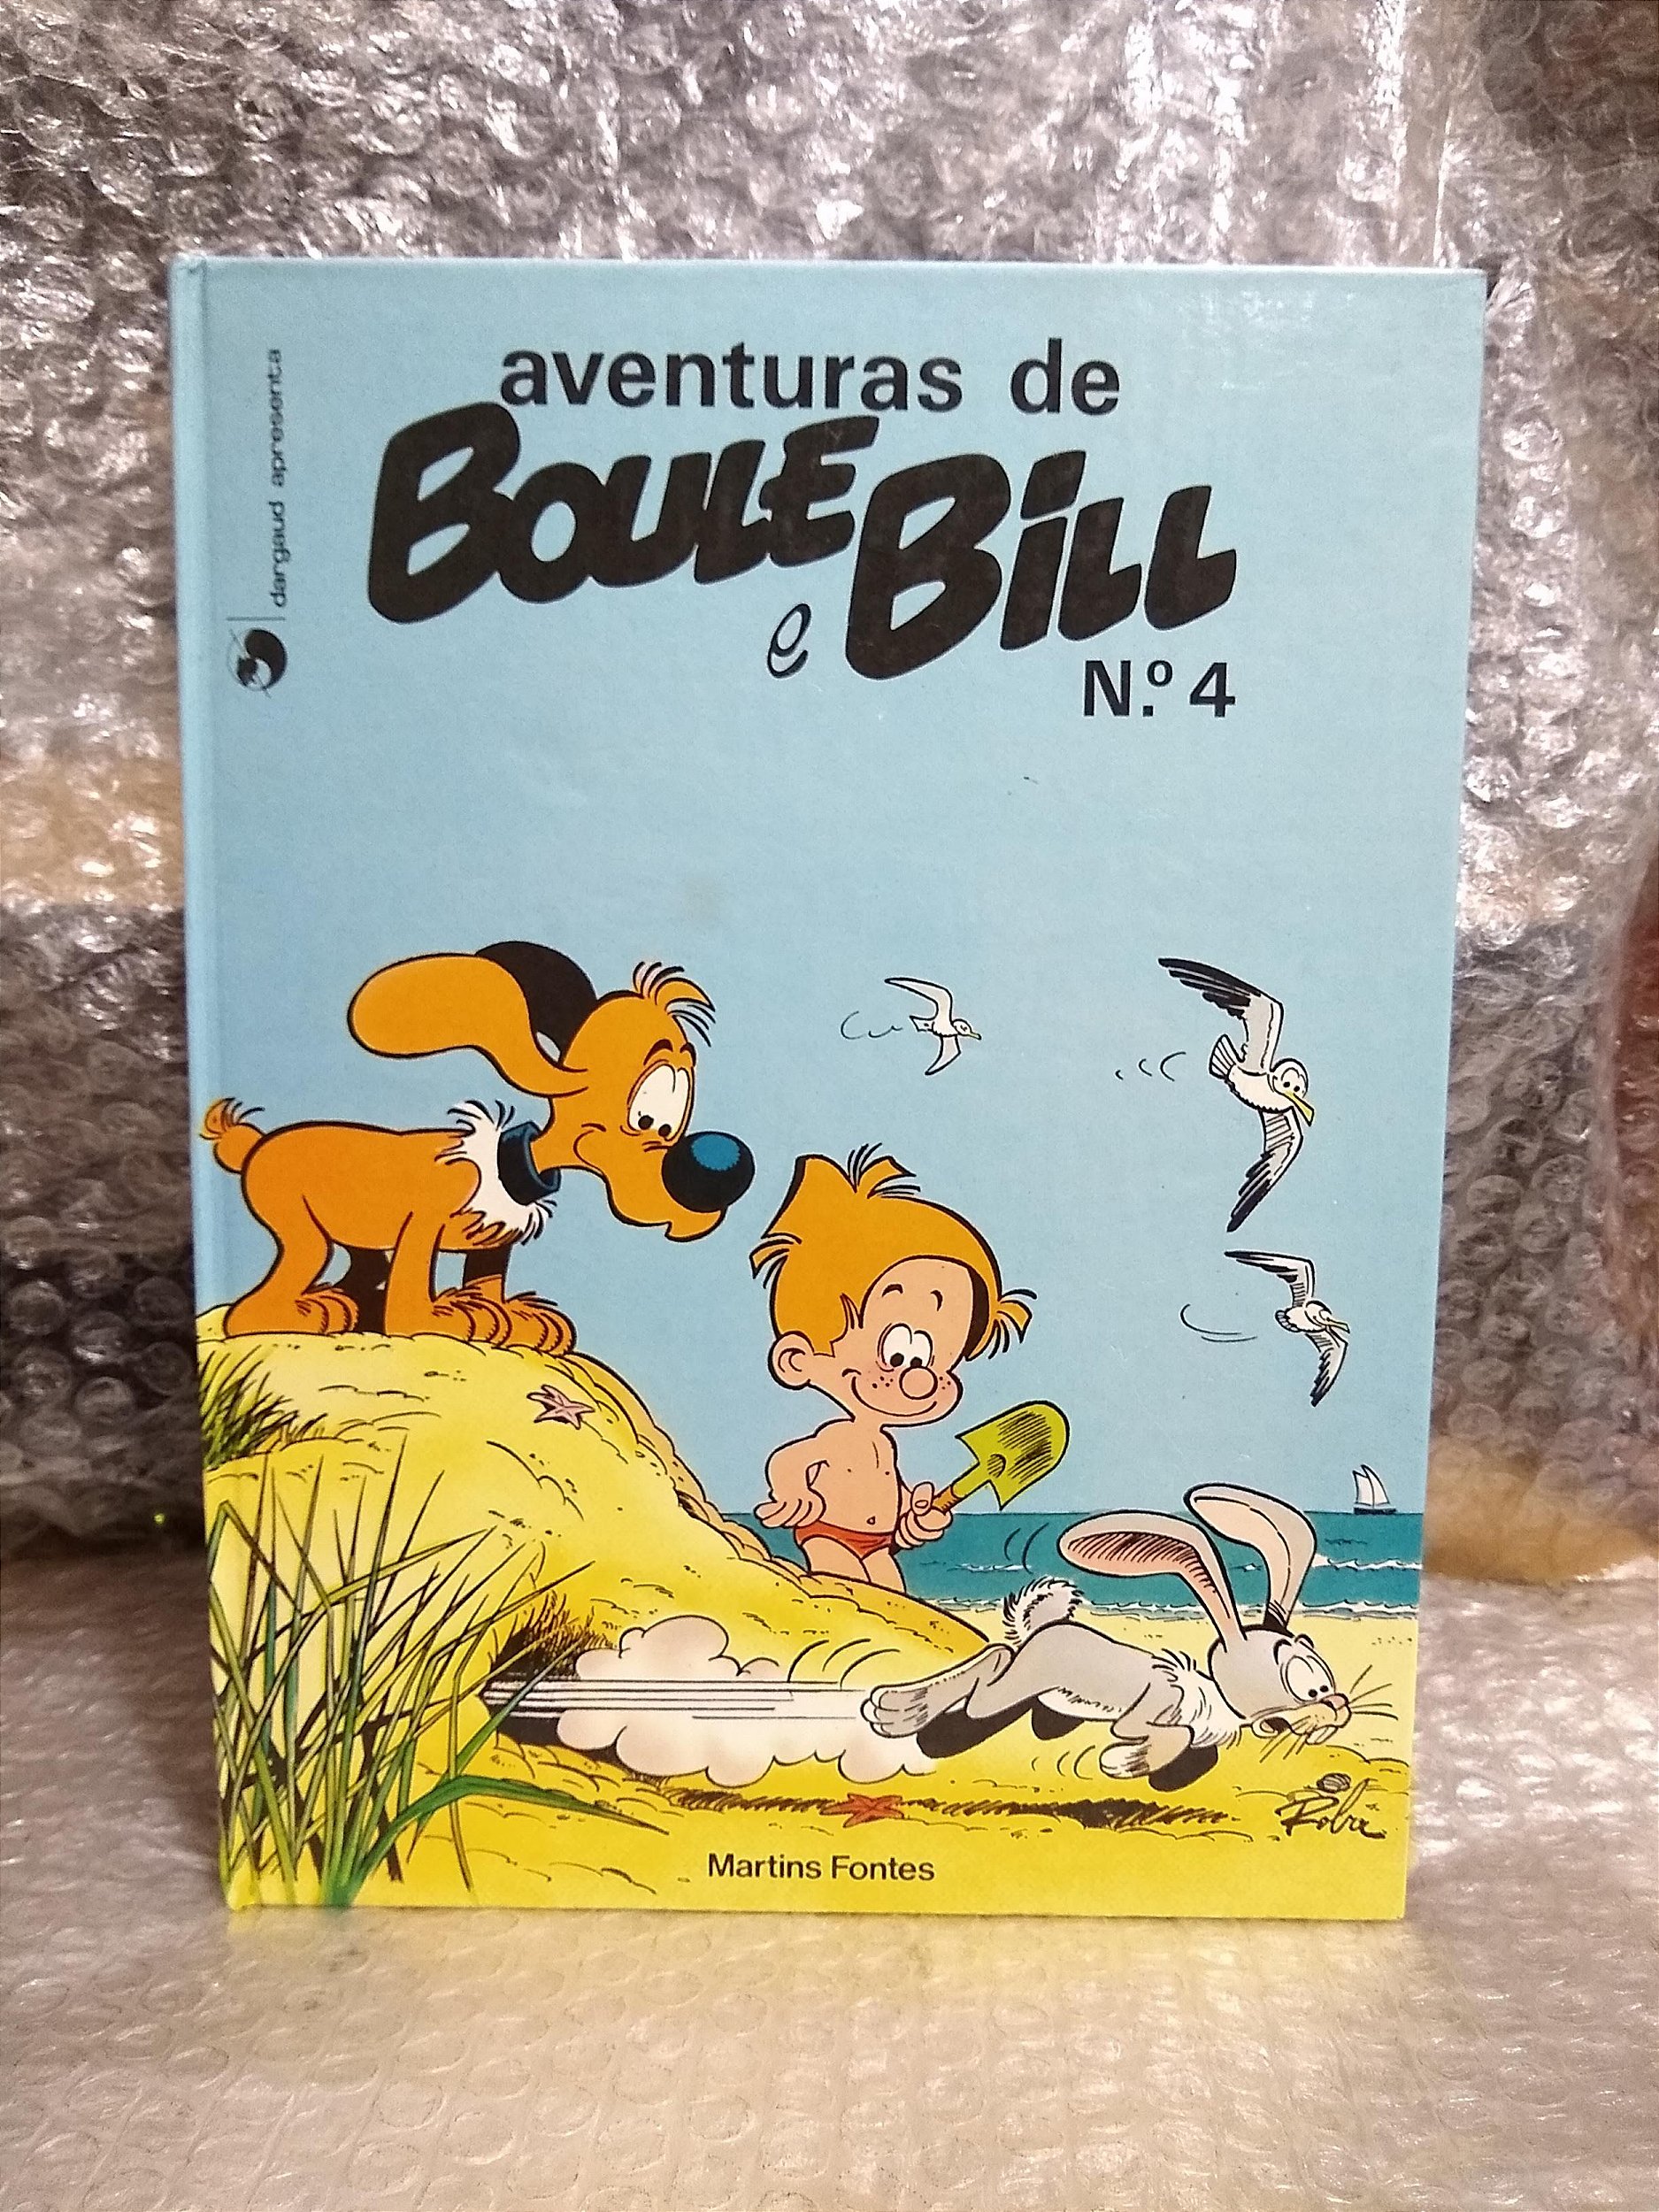 dargaud apresenta
aventuras de
BOULE
e BiLL
N.º 4
Roba
Martins Fontes